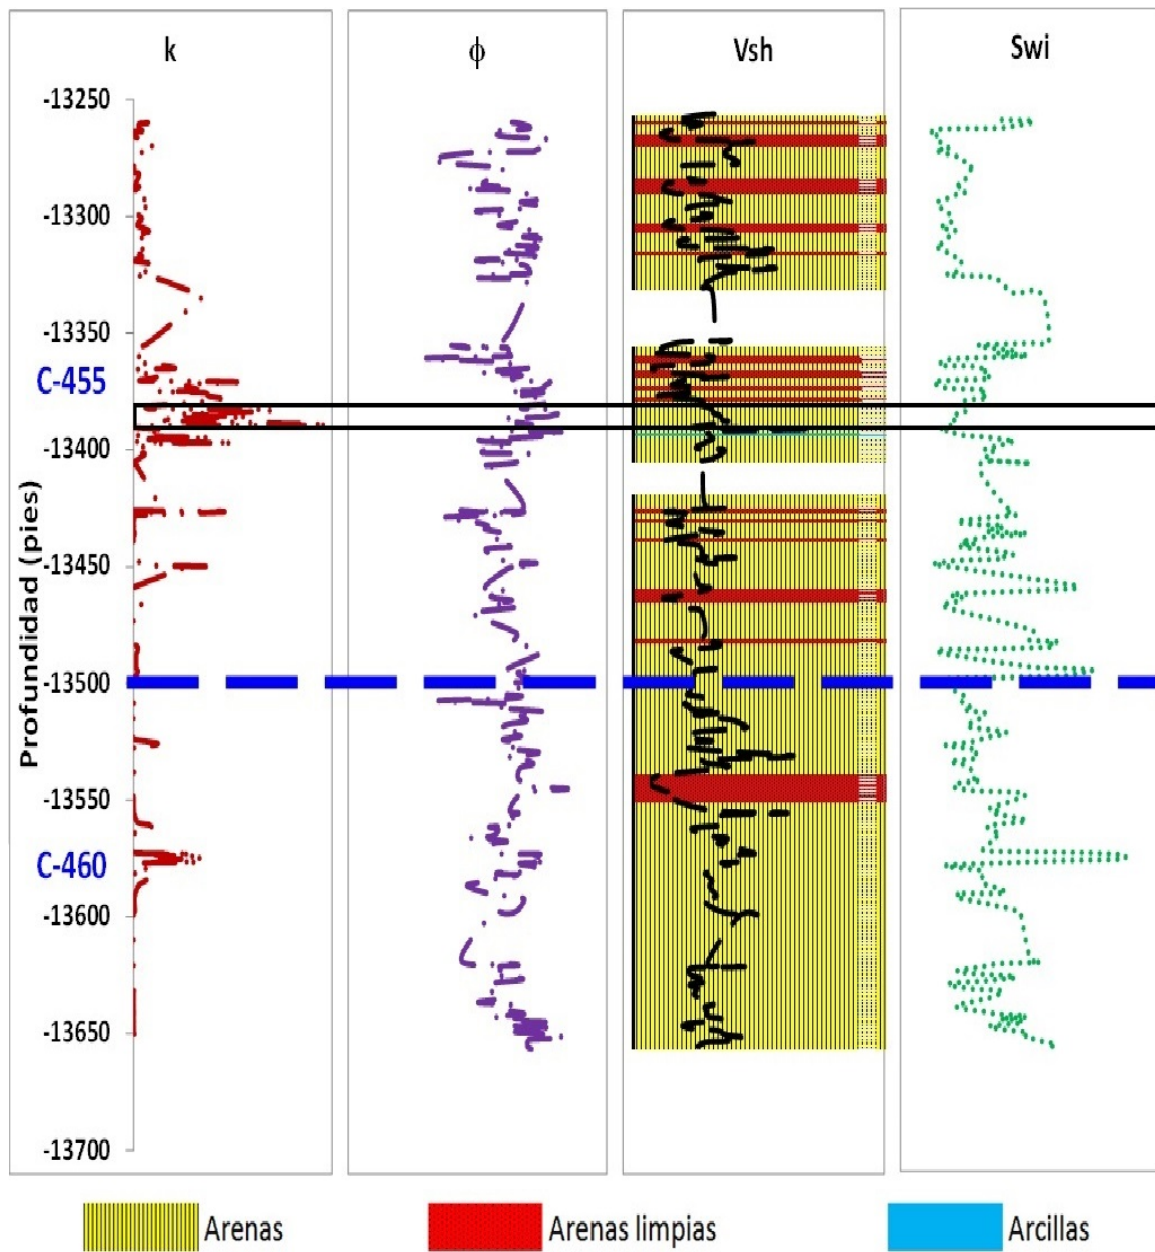 k
ϕ
Vsh
Swi
Profundidad (pies)
-13250
-13300
-13350
C-455
-13400
-13450
-13500
-13550
C-460
-13600
-13650
-13700
Arenas
Arenas limpias
Arcillas